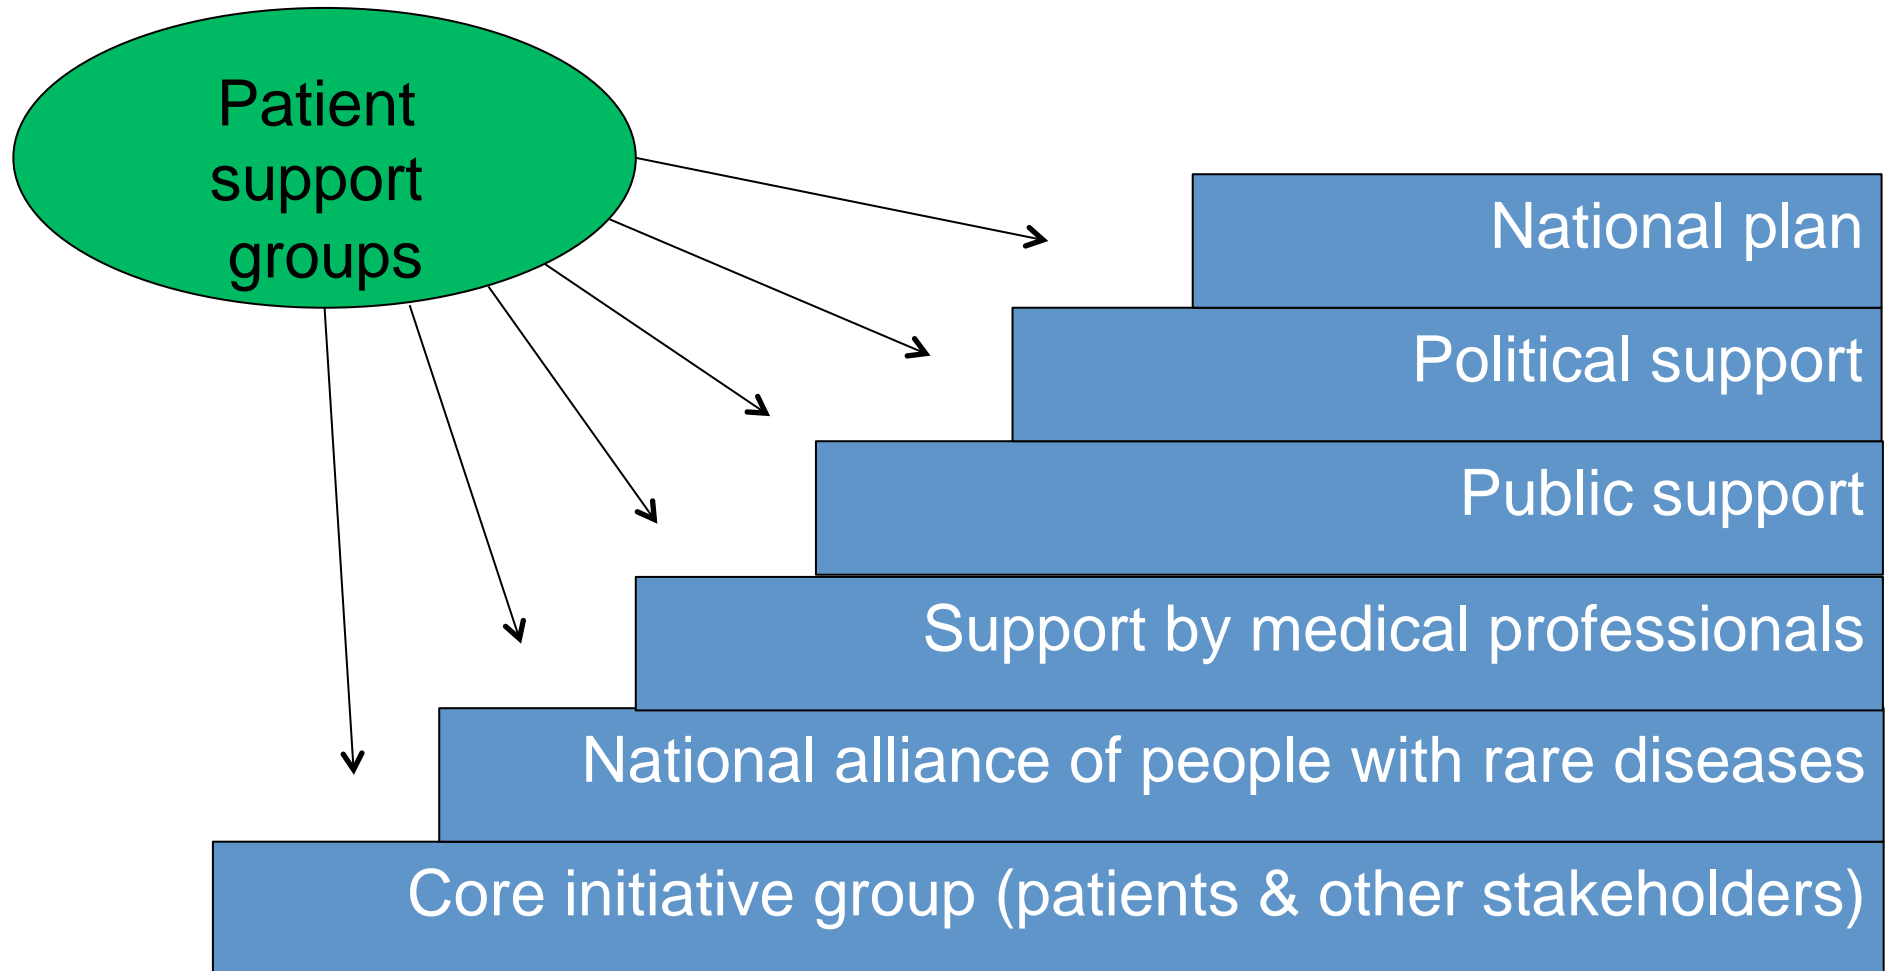 Patient
support
groups
National plan
Political support
Public support
Support by medical professionals
National alliance of people with rare diseases
Core initiative group (patients & other stakeholders)